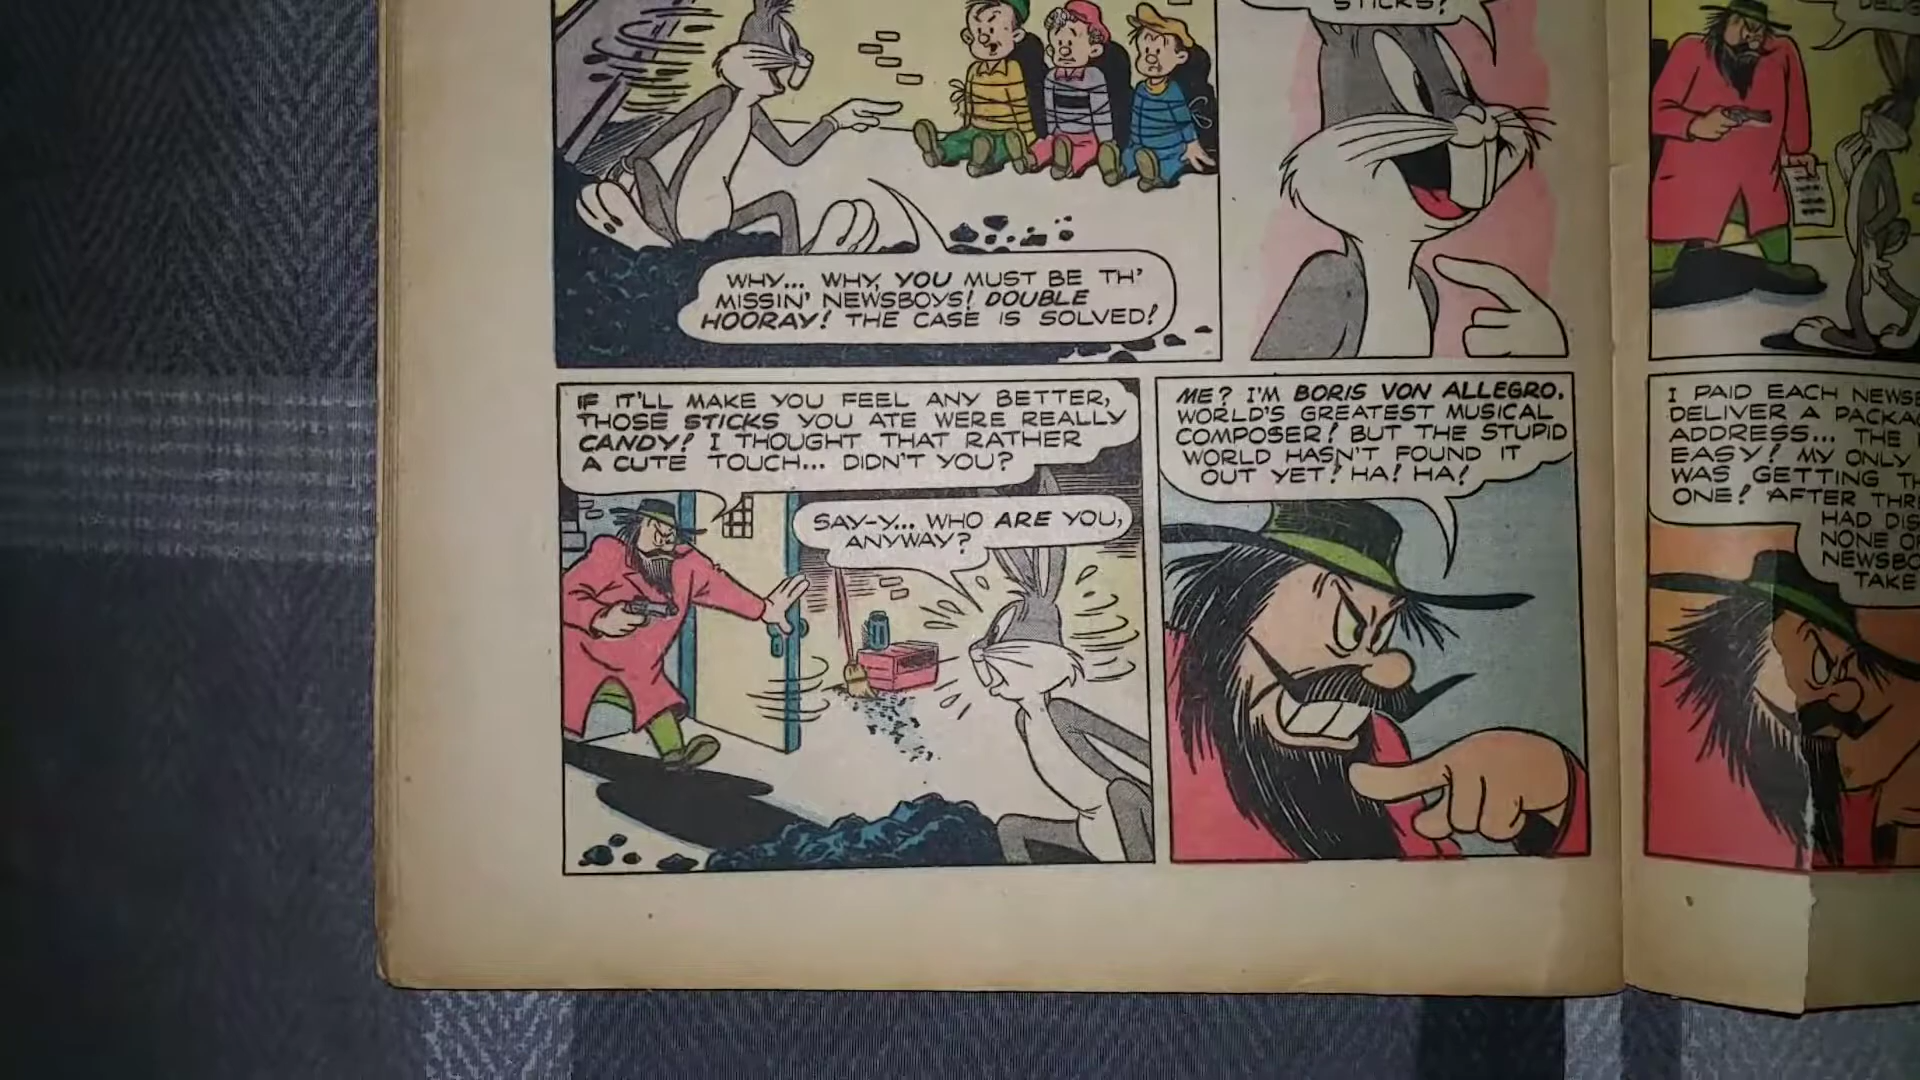 STICKS?
WHY... WHY, YOU MUST BE TH'
MISSIN' NEWSBOYS! DOUBLE
HOORAY! THE CASE IS SOLVED!
IF IT'LL MAKE YOU FEEL ANY BETTER,
THOSE STICKS YOU ATE WERE REALLY
CANDY! I THOUGHT THAT RATHER
A CUTE TOUCH... DIDN'T YOU?
SAY-Y... WHO ARE YOU,
ANYWAY?
ME? I'M BORIS VON ALLEGRO,
WORLD'S GREATEST MUSICAL
COMPOSER! BUT THE STUPID
WORLD HASN'T FOUND IT
OUT YET! HA! HA!
I PAID EACH
DELIVER A
ADDRESS... THE
EASY! MY ONLY
WAS GETTING
ONE! AFTER
HAD
NONE
TAKE